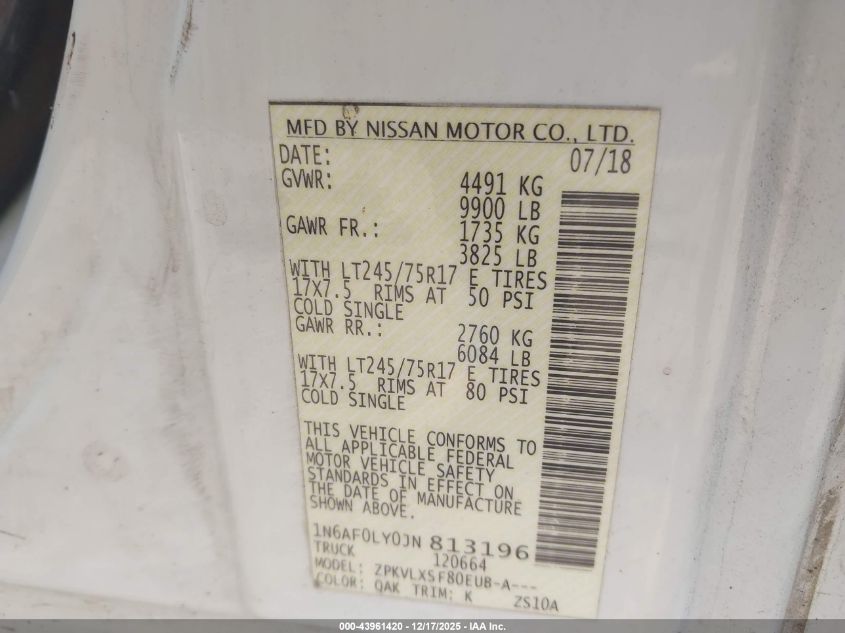 MFD BY NISSAN MOTOR CO., LTD.
DATE: 07/18
GVWR: 4491 KG
9900 LB
GAWR FR.: 1735 KG
3825 LB
WITH LT245/75R17 E TIRES
17X7.5 RIMS AT 50 PSI
COLD SINGLE
GAWR RR.: 2760 KG
6084 LB
WITH LT245/75R17 E TIRES
17X7.5 RIMS AT 80 PSI
COLD SINGLE
THIS VEHICLE CONFORMS TO
ALL APPLICABLE FEDERAL
MOTOR VEHICLE SAFETY
STANDARDS IN EFFECT ON
THE DATE OF MANUFACTURE
SHOWN ABOVE.
1N6AF0LY0JN 813196
TRUCK 120664
MODEL: ZPKVLXSF80EUB-A---
COLOR: QAK TRIM: K ZS10A
000-43961420 - 12/17/2025 - IAA Inc.